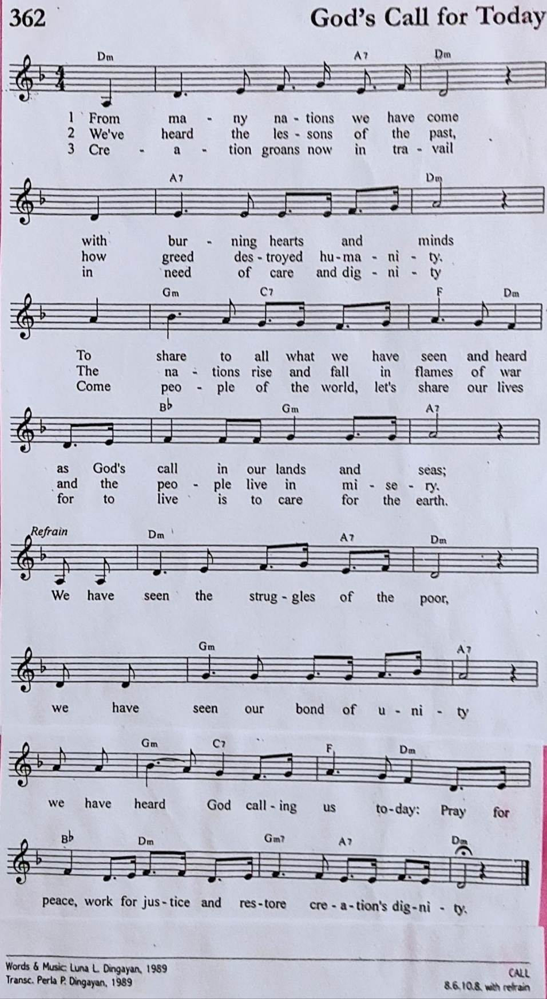 362 God's Call for Today
Dm A7 Dm
1 From ma - ny na - tions we have come
2 We've heard the les - sons of the past,
3 Cre - a - tion groans now in tra - vail
A7 Dm
with bur - ning hearts and minds
how greed des - troyed hu - ma - ni - ty.
in need of care and dig - ni - ty
Gm C7 F Dm
To share to all what we have seen and heard
The na - tions rise and fall in flames of war
Come peo - ple of the world, let's share our lives
B♭ Gm A7
as God's call in our lands and seas;
and the peo - ple live in mi - se - ry.
for to live is to care for the earth.
Refrain Dm A7 Dm
We have seen the strug - gles of the poor,
Gm A7
we have seen our bond of u - ni - ty
Gm C7 F Dm
we have heard God call - ing us to - day: Pray for
B♭ Dm Gm7 A7 Dm
peace, work for jus - tice and res - tore cre - a - tion's dig - ni - ty.
Words & Music: Luna L. Dingayan, 1989 CALL
Transc. Perla P. Dingayan, 1989 8.6.10.8. with refrain